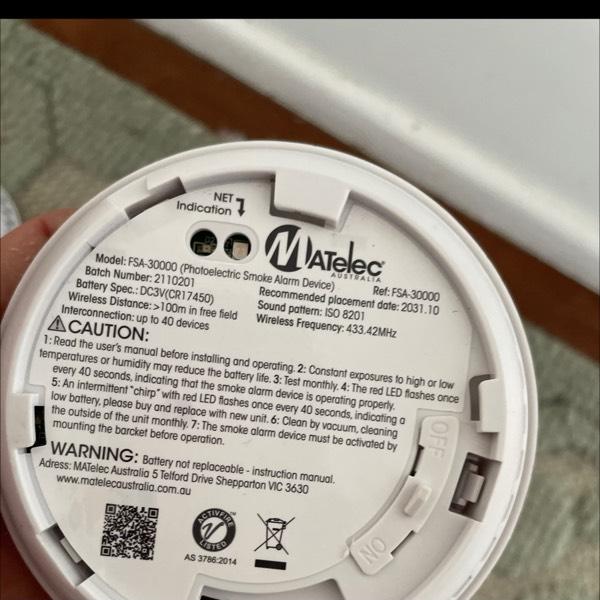 NET
Indication
MATelec®
AUSTRALIA
Model: FSA-30000 (Photoelectric Smoke Alarm Device)
Ref: FSA-30000
Batch Number: 2110201
Recommended placement date: 2031.10
Battery Spec.: DC3V(CR17450)
Sound pattern: ISO 8201
Wireless Distance: >100m in free field
Wireless Frequency: 433.42MHz
Interconnection: up to 40 devices
CAUTION:
1: Read the user's manual before installing and operating. 2: Constant exposures to high or low
temperatures or humidity may reduce the battery life. 3: Test monthly. 4: The red LED flashes once
every 40 seconds, indicating that the smoke alarm device is operating properly.
5: An intermittent "chirp" with red LED flashes once every 40 seconds, indicating a
low battery, please buy and replace with new unit. 6: Clean by vacuum, cleaning
the outside of the unit monthly. 7: The smoke alarm device must be activated by
mounting the barcket before operation.
WARNING: Battery not replaceable - instruction manual.
Adress: MATelec Australia 5 Telford Drive Shepparton VIC 3630
www.matelecaustralia.com.au
OFF
NO
ACTIVFIRE
LISTED
AS 3786:2014